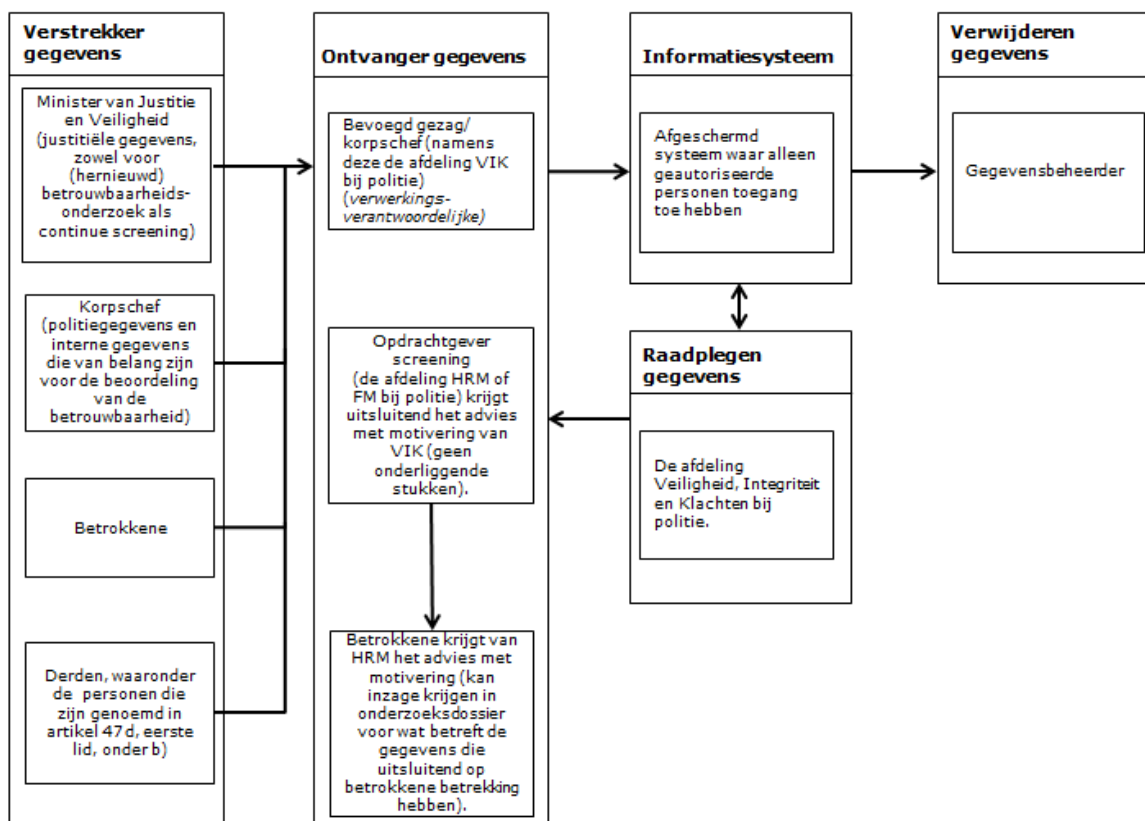 Verstrekker
gegevens
Minister van Justitie
en Veiligheid
(justitiële gegevens,
zowel voor
(hernieuwd)
betrouwbaarheids-
onderzoek als
continue screening)
Korpschef
(politiegegevens en
interne gegevens
die van belang zijn
voor de beoordeling
van de
betrouwbaarheid)
Betrokkene
Derden, waaronder
de personen die
zijn genoemd in
artikel 47d, eerste
lid, onder b)
Ontvanger gegevens
Bevoegd gezag/
korpschef (namens
deze de afdeling VIK
bij politie)
(verwerkings-
verantwoordelijke)
Opdrachtgever
screening
(de afdeling HRM of
FM bij politie) krijgt
uitsluitend het advies
met motivering van
VIK (geen
onderliggende
stukken).
Betrokkene krijgt van
HRM het advies met
motivering (kan
inzage krijgen in
onderzoeksdossier
voor wat betreft de
gegevens die
uitsluitend op
betrokkene betrekking
hebben).
Informatiesysteem
Afgeschermd
systeem waar alleen
geautoriseerde
personen toegang
toe hebben
Raadplegen
gegevens
De afdeling
Veiligheid, Integriteit
en Klachten bij
politie.
Verwijderen
gegevens
Gegevensbeheerder